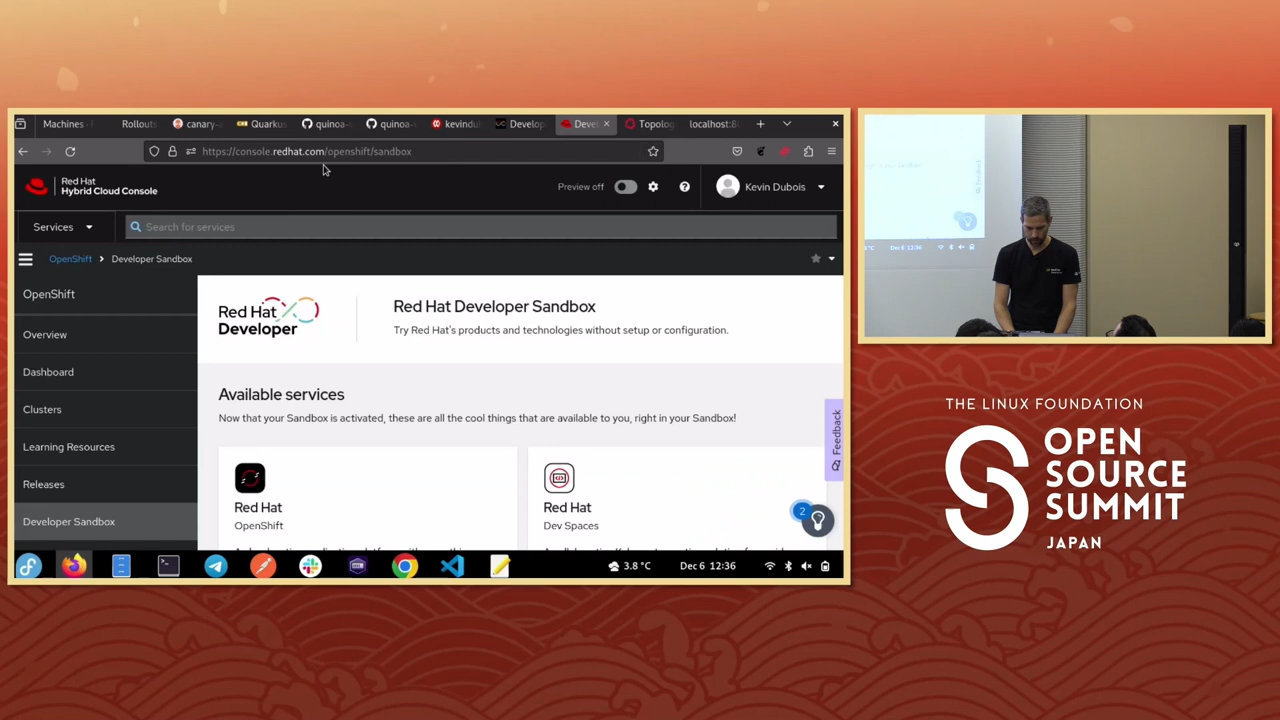 Machines -
Rollouts
canary-
Quarkus
quinoa-
quinoa-
kevindu
Develop
Devel
Topolog
localhost:8
https://console.redhat.com/openshift/sandbox
Red Hat
Hybrid Cloud Console
Preview off
Kevin Dubois
Services
Search for services
OpenShift > Developer Sandbox
OpenShift
Overview
Dashboard
Clusters
Learning Resources
Releases
Developer Sandbox
Red Hat
Developer
Red Hat Developer Sandbox
Try Red Hat's products and technologies without setup or configuration.
Available services
Now that your Sandbox is activated, these are all the cool things that are available to you, right in your Sandbox!
Red Hat
OpenShift
Red Hat
Dev Spaces
Feedback
2
3.8 °C
Dec 6 12:36
THE LINUX FOUNDATION
OPEN
SOURCE
SUMMIT
JAPAN